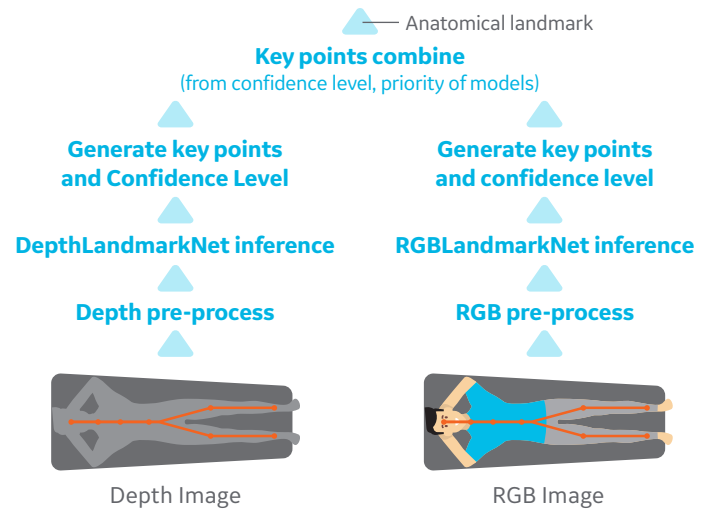 Anatomical landmark
Key points combine
(from confidence level, priority of models)
Generate key points
and Confidence Level
Generate key points
and confidence level
DepthLandmarkNet inference
RGBLandmarkNet inference
Depth pre-process
RGB pre-process
Depth Image
RGB Image